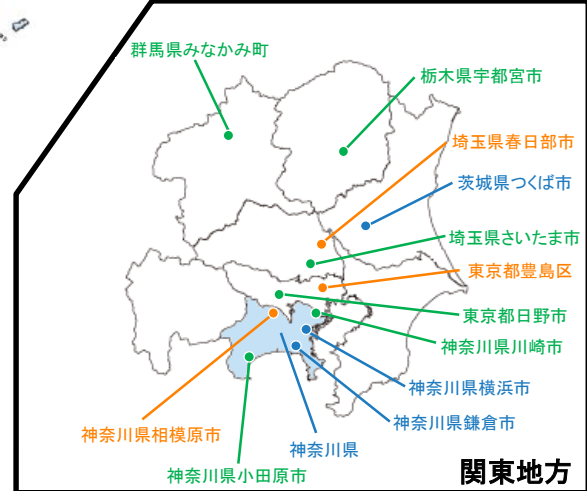 群馬県みなかみ町
栃木県宇都宮市
埼玉県春日部市
茨城県つくば市
埼玉県さいたま市
東京都豊島区
東京都日野市
神奈川県川崎市
神奈川県横浜市
神奈川県鎌倉市
神奈川県相模原市
神奈川県
神奈川県小田原市
関東地方